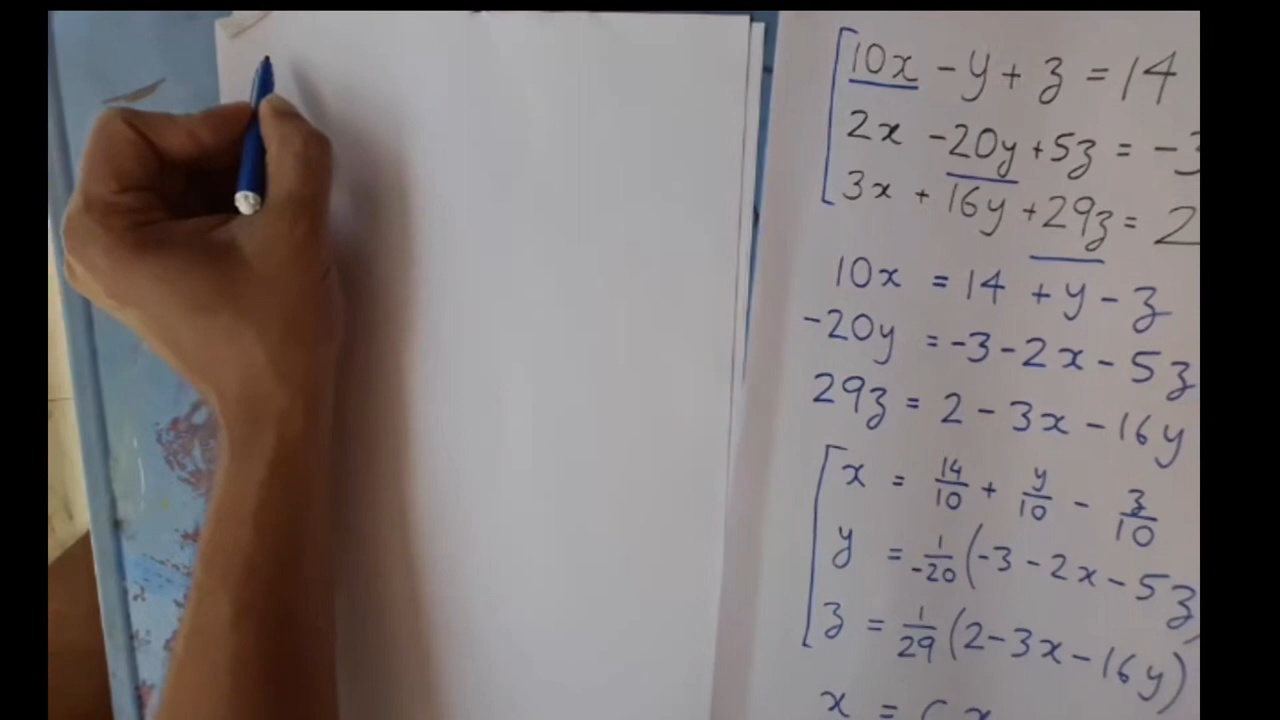 10x - y + z = 14
2x - 20y + 5z = -3
3x + 16y + 29z = 2
10x = 14 + y - z
-20y = -3 - 2x - 5z
29z = 2 - 3x - 16y
x = 14/10 + y/10 - z/10
y = 1/-20 (-3 - 2x - 5z)
z = 1/29 (2 - 3x - 16y)
x =